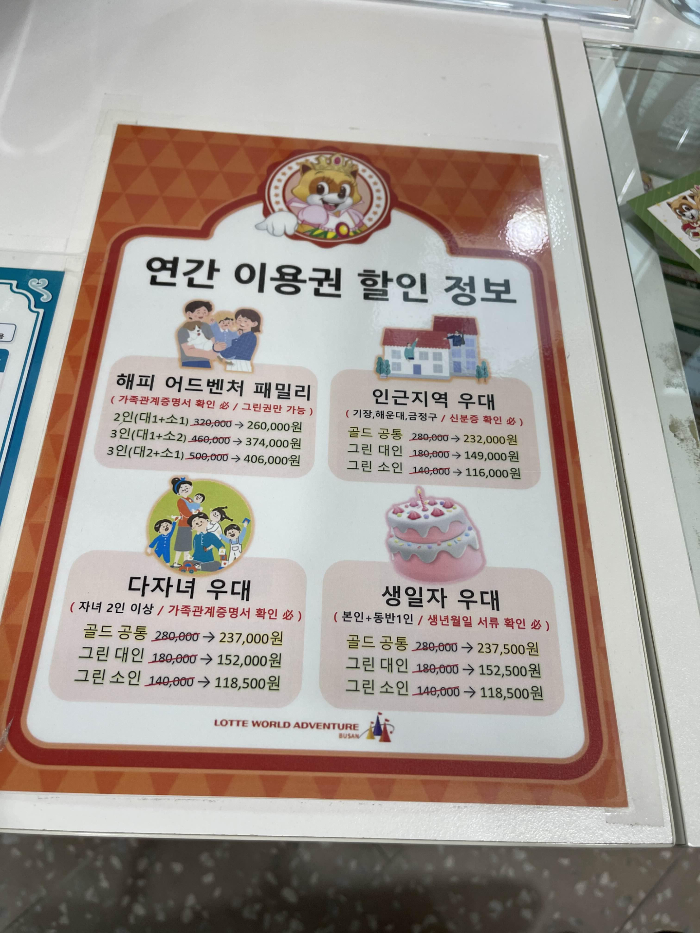 연간 이용권 할인 정보
해피 어드벤처 패밀리
( 가족관계증명서 확인 必 / 그린권만 가능 )
2인(대1+소1) 320,000 → 260,000원
3인(대1+소2) 460,000 → 374,000원
3인(대2+소1) 500,000 → 406,000원
인근지역 우대
( 기장,해운대,금정구 / 신분증 확인 必 )
골드 공통 280,000 → 232,000원
그린 대인 180,000 → 149,000원
그린 소인 140,000 → 116,000원
다자녀 우대
( 자녀 2인 이상 / 가족관계증명서 확인 必 )
골드 공통 280,000 → 237,000원
그린 대인 180,000 → 152,000원
그린 소인 140,000 → 118,500원
생일자 우대
( 본인+동반1인 / 생년월일 서류 확인 必 )
골드 공통 280,000 → 237,500원
그린 대인 180,000 → 152,500원
그린 소인 140,000 → 118,500원
LOTTE WORLD ADVENTURE
BUSAN